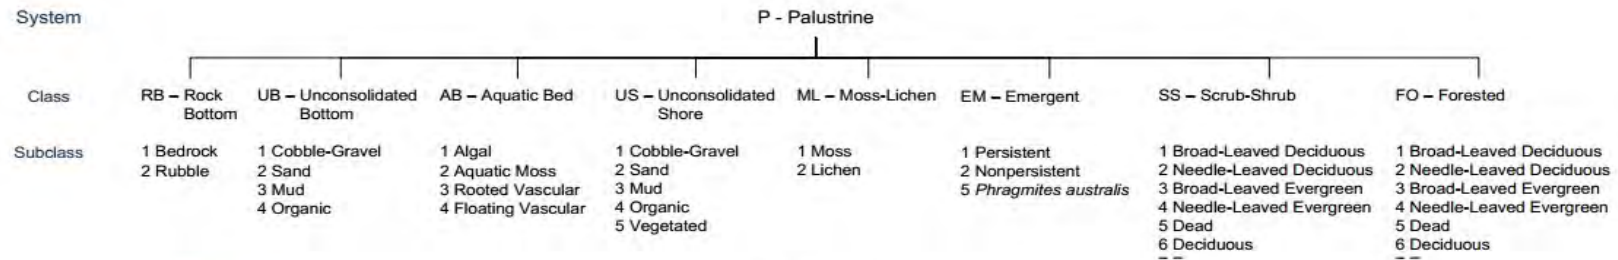 System
P - Palustrine
Class
RB – Rock Bottom
UB – Unconsolidated Bottom
AB – Aquatic Bed
US – Unconsolidated Shore
ML – Moss-Lichen
EM – Emergent
SS – Scrub-Shrub
FO – Forested
Subclass
1 Bedrock
2 Rubble
1 Cobble-Gravel
2 Sand
3 Mud
4 Organic
1 Algal
2 Aquatic Moss
3 Rooted Vascular
4 Floating Vascular
1 Cobble-Gravel
2 Sand
3 Mud
4 Organic
5 Vegetated
1 Moss
2 Lichen
1 Persistent
2 Nonpersistent
5 Phragmites australis
1 Broad-Leaved Deciduous
2 Needle-Leaved Deciduous
3 Broad-Leaved Evergreen
4 Needle-Leaved Evergreen
5 Dead
6 Deciduous
1 Broad-Leaved Deciduous
2 Needle-Leaved Deciduous
3 Broad-Leaved Evergreen
4 Needle-Leaved Evergreen
5 Dead
6 Deciduous